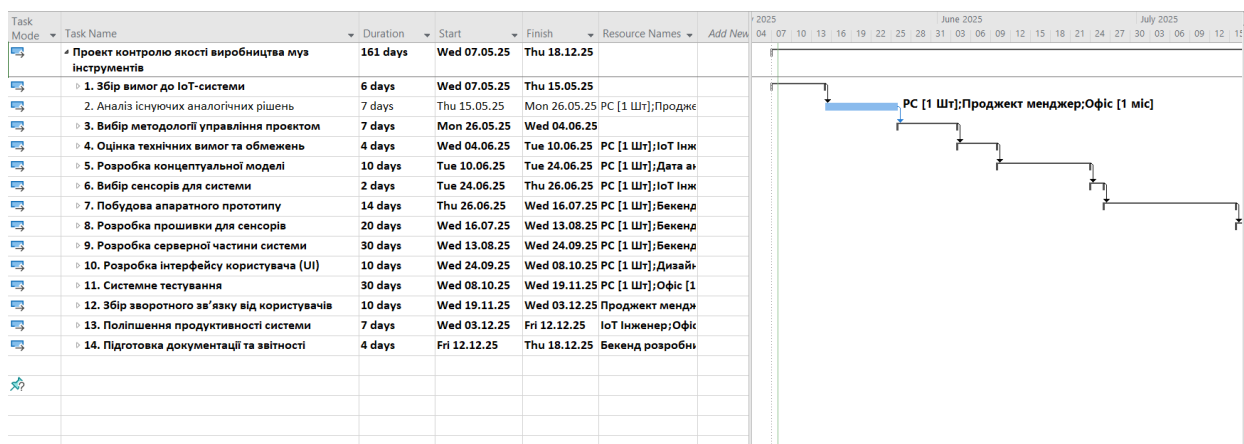 Task Mode Task Name Duration Start Finish Resource Names Add New
2025 June 2025 July 2025
04 07 10 13 16 19 22 25 28 31 03 06 09 12 15 18 21 24 27 30 03 06 09 12 15
Проект контролю якості виробництва муз інструментів 161 days Wed 07.05.25 Thu 18.12.25
1. Збір вимог до IoT-системи 6 days Wed 07.05.25 Thu 15.05.25
2. Аналіз існуючих аналогічних рішень 7 days Thu 15.05.25 Mon 26.05.25 PC [1 Шт];Продже
PC [1 Шт];Проджект менджер;Офіс [1 міс]
3. Вибір методології управління проєктом 7 days Mon 26.05.25 Wed 04.06.25
4. Оцінка технічних вимог та обмежень 4 days Wed 04.06.25 Tue 10.06.25 PC [1 Шт];IoT Інж
5. Розробка концептуальної моделі 10 days Tue 10.06.25 Tue 24.06.25 PC [1 Шт];Дата ан
6. Вибір сенсорів для системи 2 days Tue 24.06.25 Thu 26.06.25 PC [1 Шт];IoT Інж
7. Побудова апаратного прототипу 14 days Thu 26.06.25 Wed 16.07.25 PC [1 Шт];Бекенд
8. Розробка прошивки для сенсорів 20 days Wed 16.07.25 Wed 13.08.25 PC [1 Шт];Бекенд
9. Розробка серверної частини системи 30 days Wed 13.08.25 Wed 24.09.25 PC [1 Шт];Бекенд
10. Розробка інтерфейсу користувача (UI) 10 days Wed 24.09.25 Wed 08.10.25 PC [1 Шт];Дизайн
11. Системне тестування 30 days Wed 08.10.25 Wed 19.11.25 PC [1 Шт];Офіс [1
12. Збір зворотного зв’язку від користувачів 10 days Wed 19.11.25 Wed 03.12.25 Проджект мендж
13. Поліпшення продуктивності системи 7 days Wed 03.12.25 Fri 12.12.25 IoT Інженер;Офіс
14. Підготовка документації та звітності 4 days Fri 12.12.25 Thu 18.12.25 Бекенд розробни